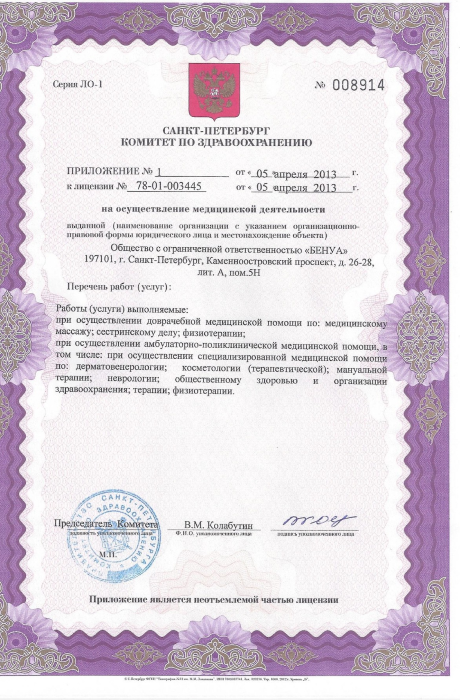 Серия ЛО-1
№ 008914
САНКТ-ПЕТЕРБУРГ
КОМИТЕТ ПО ЗДРАВООХРАНЕНИЮ
ПРИЛОЖЕНИЕ № 1 от « 05 апреля 2013 г.
к лицензии № 78-01-003445 от « 05 апреля 2013 г.
на осуществление медицинской деятельности
выданной (наименование организации с указанием организационно-
правовой формы юридического лица и местонахождение объекта)
Общество с ограниченной ответственностью «БЕНУА»
197101, г. Санкт-Петербург, Каменноостровский проспект, д. 26-28,
лит. А, пом.5Н
Перечень работ (услуг):
Работы (услуги) выполняемые:
при осуществлении доврачебной медицинской помощи по: медицинскому
массажу; сестринскому делу; физиотерапии;
при осуществлении амбулаторно-поликлинической медицинской помощи, в
том числе: при осуществлении специализированной медицинской помощи
по: дерматовенерологии; косметологии (терапевтической); мануальной
терапии; неврологии; общественному здоровью и организации
здравоохранения; терапии; физиотерапии.
Председатель Комитета В.М. Колабутин
должность уполномоченного лица Ф.И.О. уполномоченного лица подпись уполномоченного лица
М.П.
САНКТ-ПЕТЕРБУРГА
Приложение является неотъемлемой частью лицензии